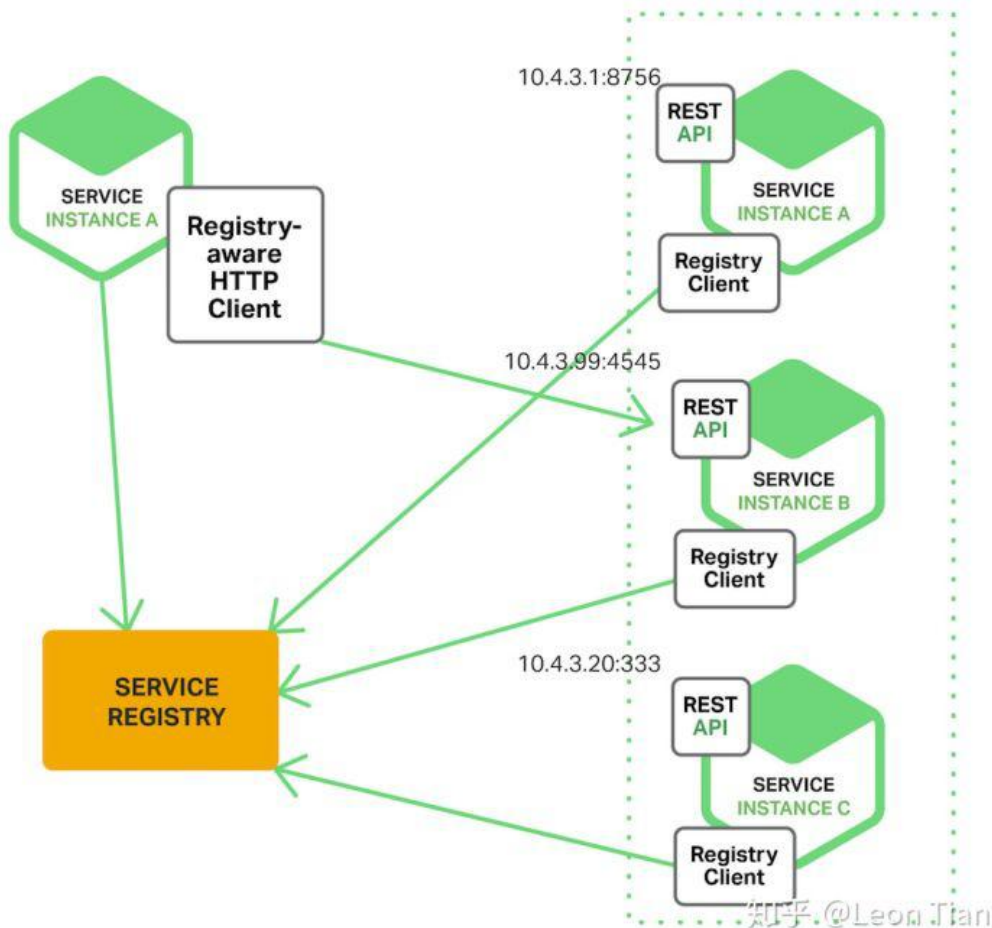 SERVICE
INSTANCE A
Registry-
aware
HTTP
Client
SERVICE
REGISTRY
10.4.3.1:8756
REST
API
SERVICE
INSTANCE A
Registry
Client
10.4.3.99:4545
REST
API
SERVICE
INSTANCE B
Registry
Client
10.4.3.20:333
REST
API
SERVICE
INSTANCE C
Registry
Client
知乎 @Leon Tian